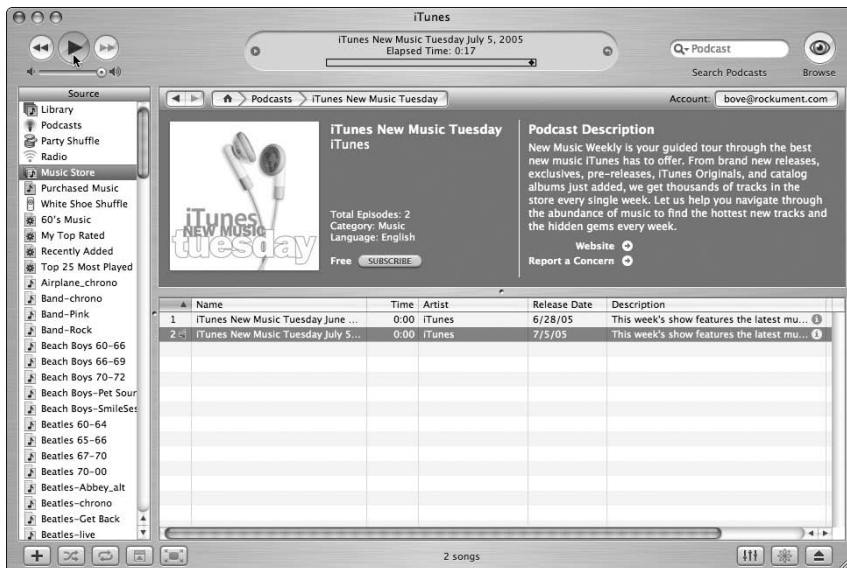 iTunes
iTunes New Music Tuesday July 5, 2005
Elapsed Time: 0:17
Podcast
Search Podcasts
Browse
Source
Library
Podcasts
Party Shuffle
Radio
Music Store
Purchased Music
White Shoe Shuffle
60's Music
My Top Rated
Recently Added
Top 25 Most Played
Airplane_chrono
Band-chrono
Band-Pink
Band-Rock
Beach Boys 60-66
Beach Boys 66-69
Beach Boys 70-72
Beach Boys-Pet Sour
Beach Boys-SmileSes
Beatles 60-64
Beatles 65-66
Beatles 67-70
Beatles 70-00
Beatles-Abbey_alt
Beatles-chrono
Beatles-Get Back
Beatles-live
Podcasts iTunes New Music Tuesday
Account: bove@rockument.com
iTunes
NEW MUSIC
tuesday
iTunes New Music Tuesday
iTunes
Total Episodes: 2
Category: Music
Language: English
Free SUBSCRIBE
Podcast Description
New Music Weekly is your guided tour through the best
new music iTunes has to offer. From brand new releases,
exclusives, pre-releases, iTunes Originals, and catalog
albums just added, we get thousands of tracks in the
store every single week. Let us help you navigate through
the abundance of music to find the hottest new tracks and
the hidden gems every week.
Website
Report a Concern
Name Time Artist Release Date Description
1 iTunes New Music Tuesday June ... 0:00 iTunes 6/28/05 This week's show features the latest mu...
2 iTunes New Music Tuesday July 5... 0:00 iTunes 7/5/05 This week's show features the latest mu...
2 songs